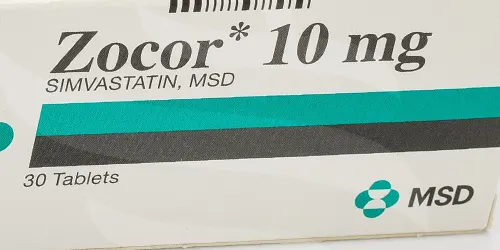 Zocor* 10 mg
SIMVASTATIN, MSD
30 Tablets
MSD